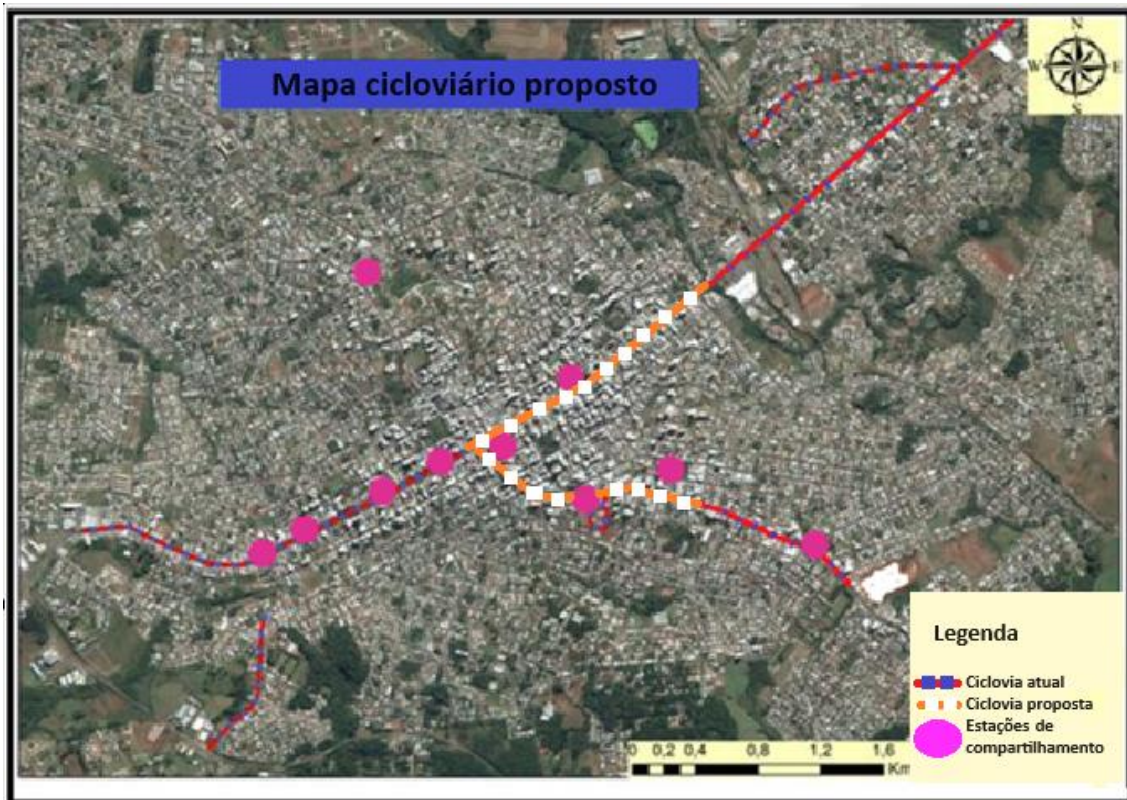 Mapa cicloviário proposto
N
W E
S
Legenda
Ciclovia atual
Ciclovia proposta
Estações de
compartilhamento
0 0,2 0,4 0,8 1,2 1,6
Km